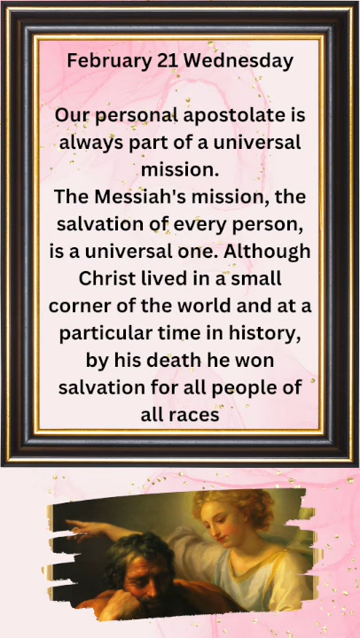 February 21 Wednesday
Our personal apostolate is
always part of a universal
mission.
The Messiah's mission, the
salvation of every person,
is a universal one. Although
Christ lived in a small
corner of the world and at a
particular time in history,
by his death he won
salvation for all people of
all races